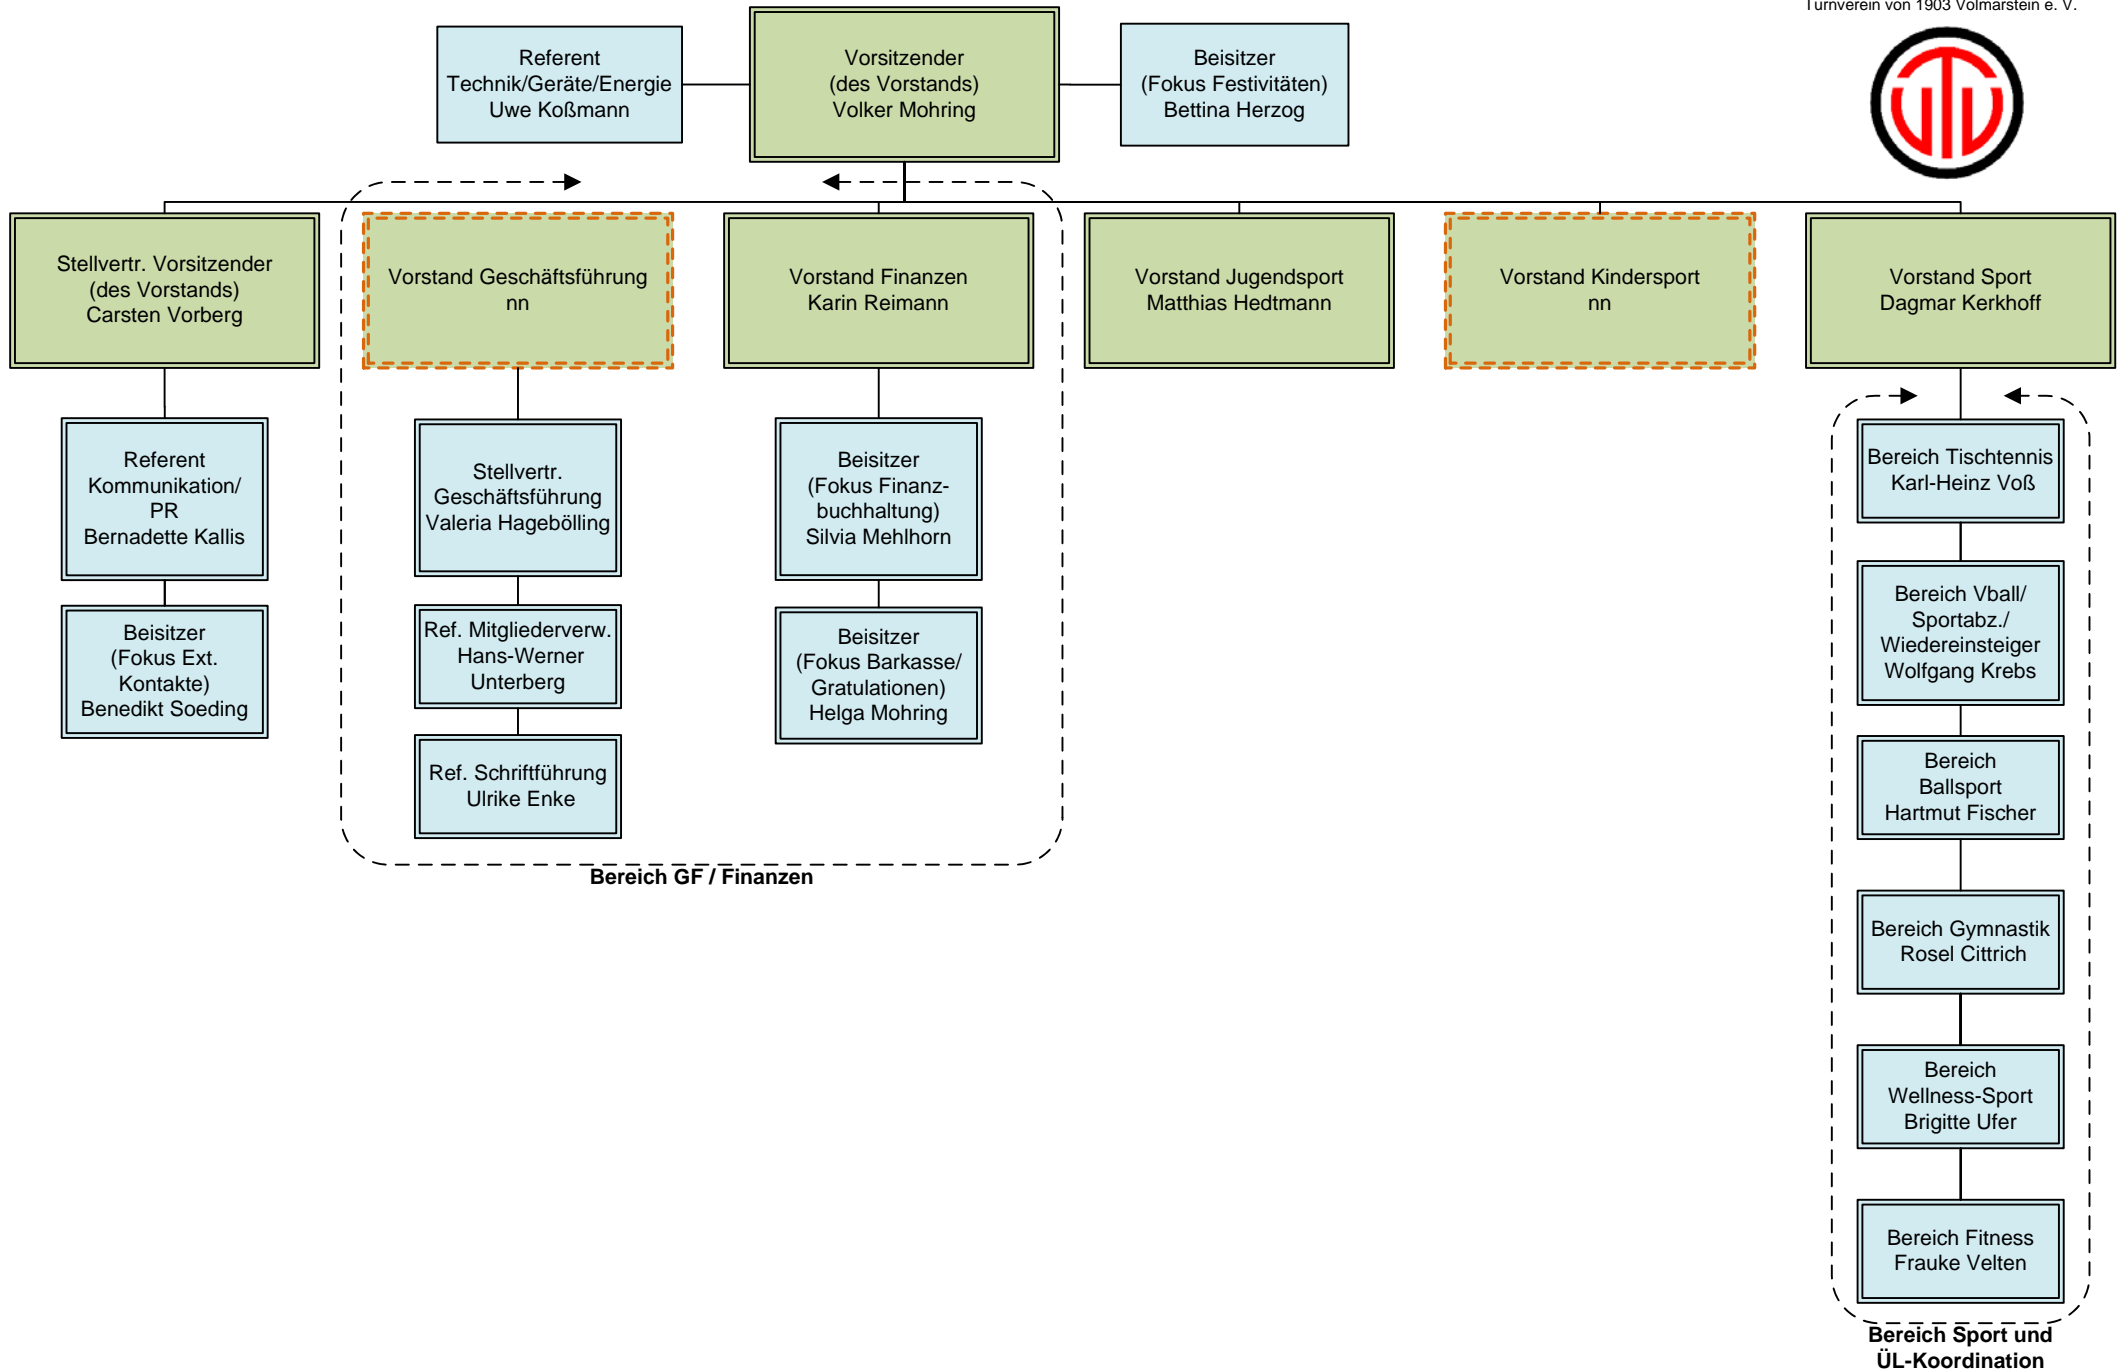 Turnverein von 1903 Volmarstein e. V.
Referent
Technik/Geräte/Energie
Uwe Koßmann
Vorsitzender
(des Vorstands)
Volker Mohring
Beisitzer
(Fokus Festivitäten)
Bettina Herzog
Stellvertr. Vorsitzender
(des Vorstands)
Carsten Vorberg
Vorstand Geschäftsführung
nn
Vorstand Finanzen
Karin Reimann
Vorstand Jugendsport
Matthias Hedtmann
Vorstand Kindersport
nn
Vorstand Sport
Dagmar Kerkhoff
Referent
Kommunikation/
PR
Bernadette Kallis
Beisitzer
(Fokus Ext.
Kontakte)
Benedikt Soeding
Stellvertr.
Geschäftsführung
Valeria Hagebölling
Ref. Mitgliederverw.
Hans-Werner
Unterberg
Ref. Schriftführung
Ulrike Enke
Beisitzer
(Fokus Finanz-
buchhaltung)
Silvia Mehlhorn
Beisitzer
(Fokus Barkasse/
Gratulationen)
Helga Mohring
Bereich GF / Finanzen
Bereich Tischtennis
Karl-Heinz Voß
Bereich Vball/
Sportabz./
Wiedereinsteiger
Wolfgang Krebs
Bereich
Ballsport
Hartmut Fischer
Bereich Gymnastik
Rosel Cittrich
Bereich
Wellness-Sport
Brigitte Ufer
Bereich Fitness
Frauke Velten
Bereich Sport und
ÜL-Koordination